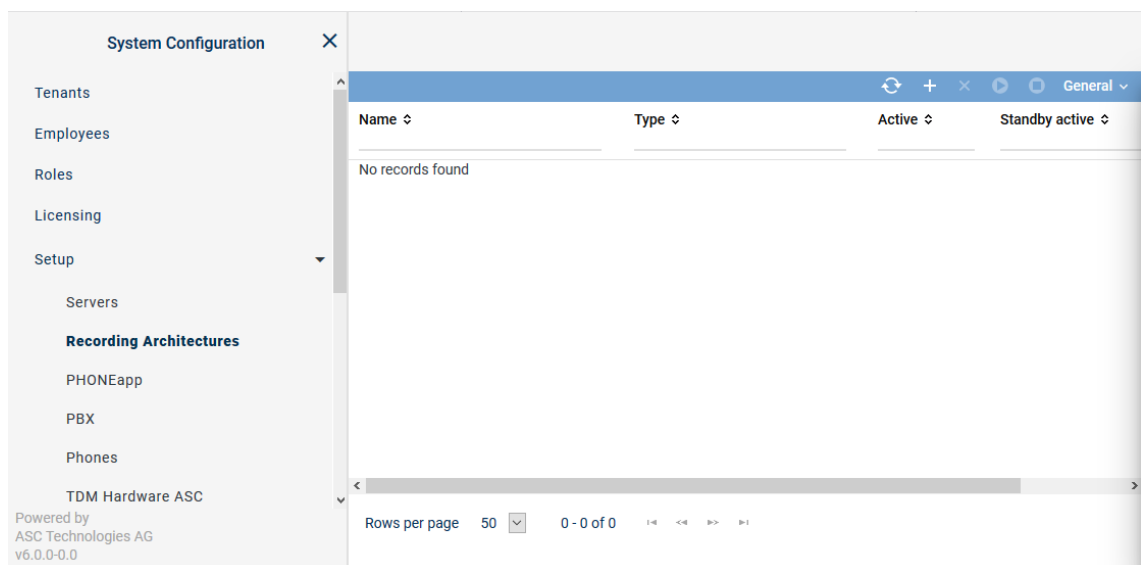 System Configuration
Tenants
Employees
Roles
Licensing
Setup
Servers
Recording Architectures
PHONEapp
PBX
Phones
TDM Hardware ASC
Powered by
ASC Technologies AG
v6.0.0-0.0
General
Name Type Active Standby active
No records found
Rows per page 50 0 - 0 of 0